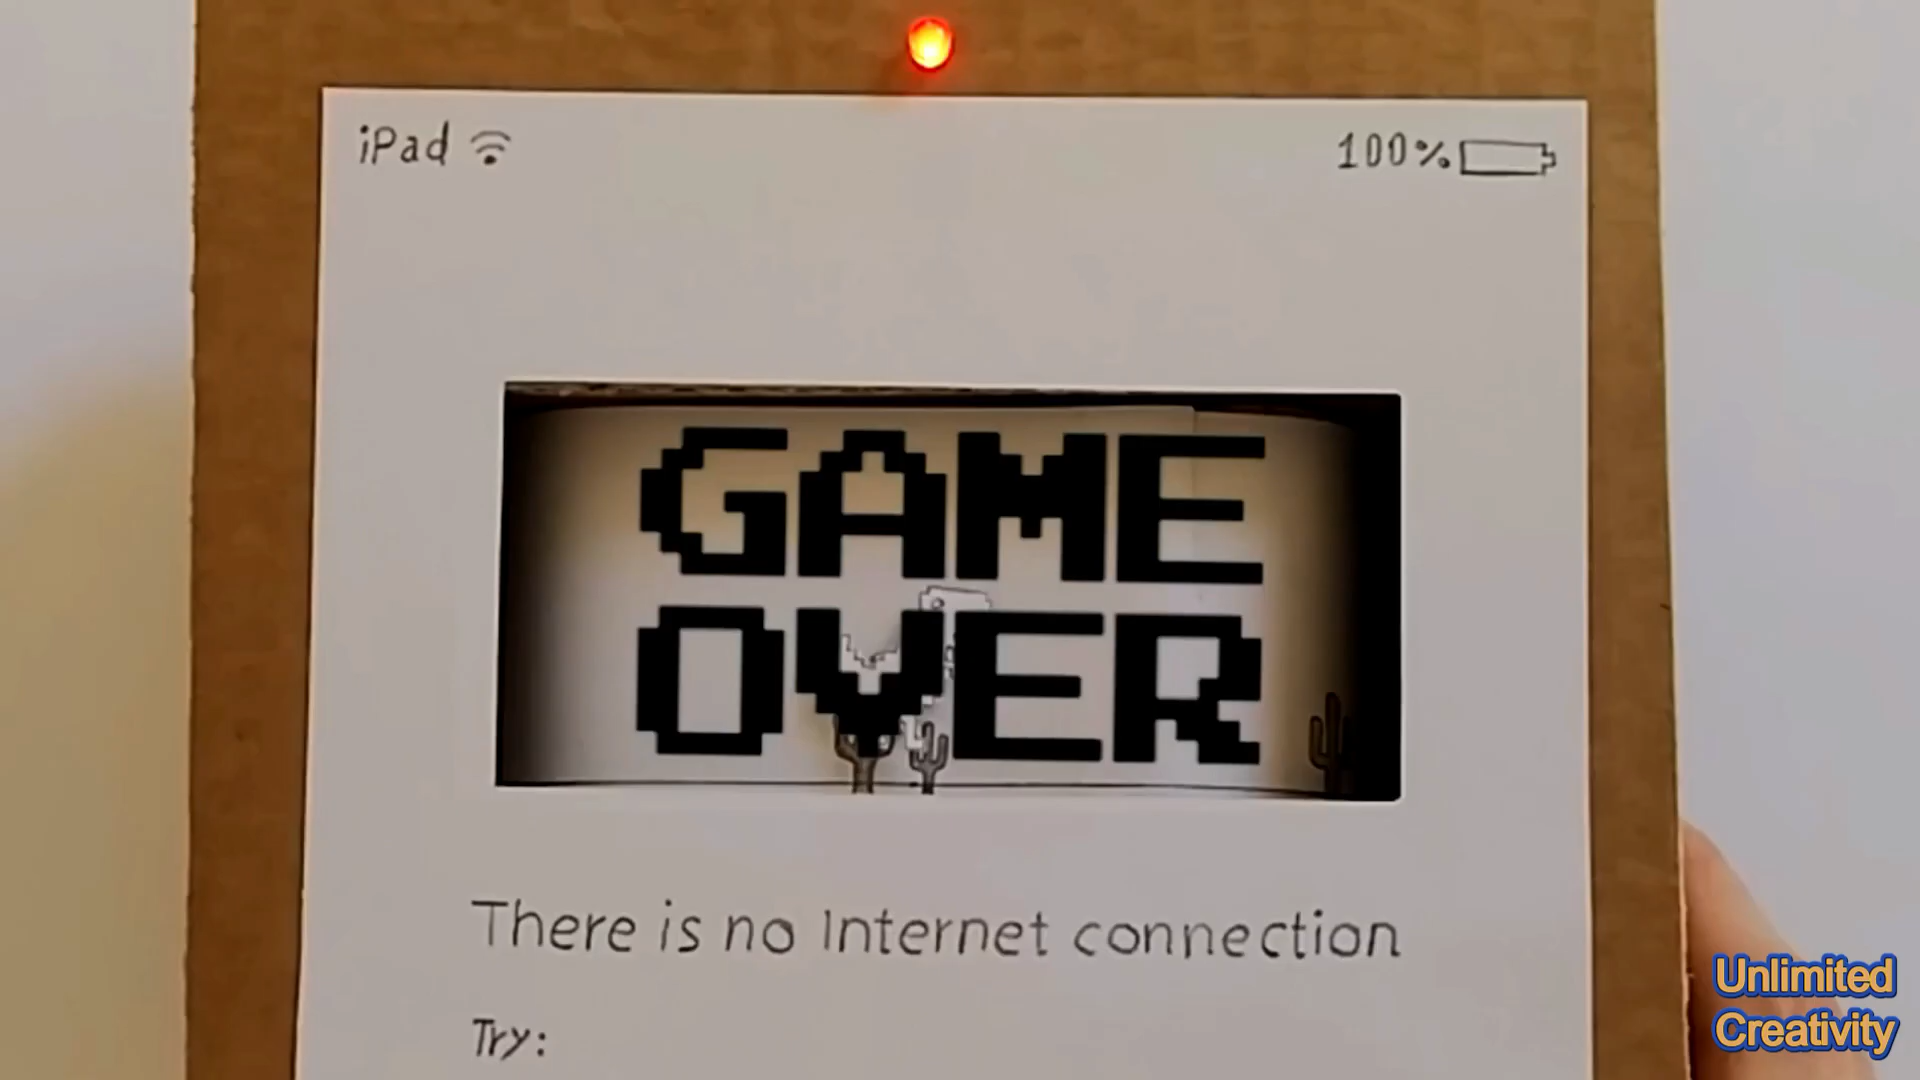 iPad
100%
GAME
OVER
There is no Internet connection
Try:
Unlimited
Creativity